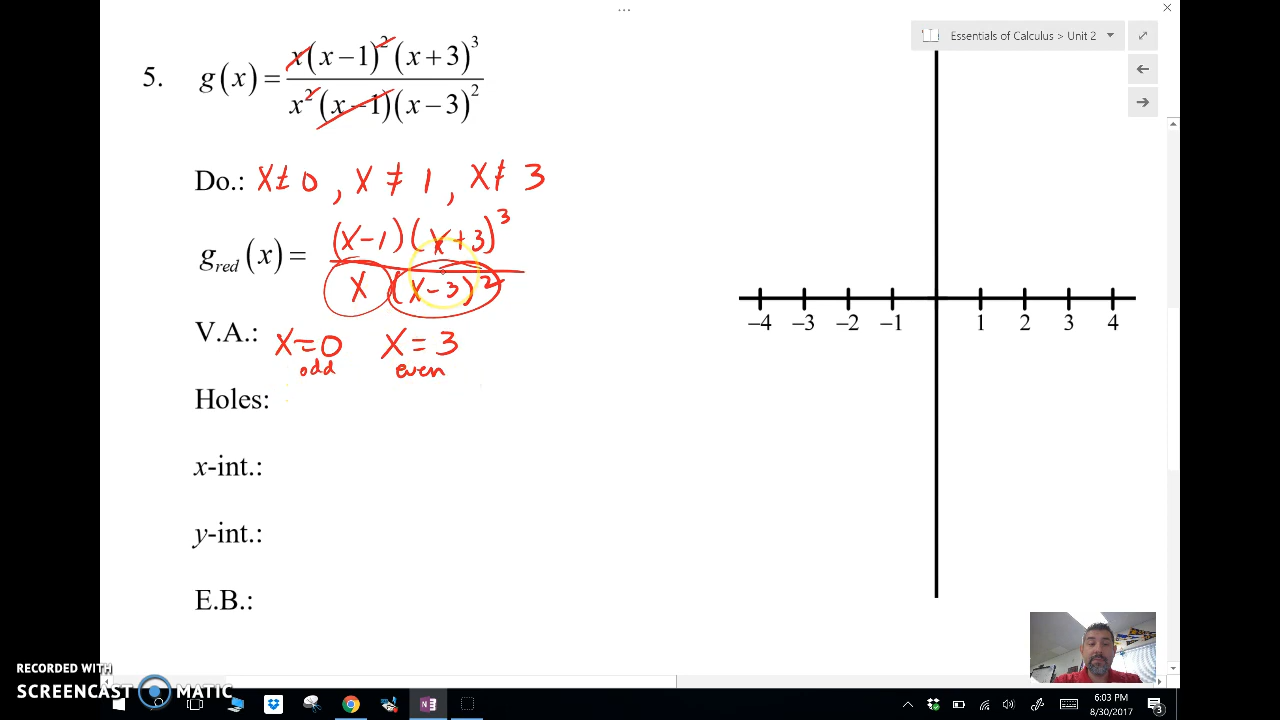 ...
Essentials of Calculus > Unit 2
5. g(x) = x(x−1)²(x+3)³ / x²(x−1)(x−3)²
Do.: X ≠ 0 , X ≠ 1 , X ≠ 3
g_red(x) = (X−1)(X+3)³ / X(X−3)²
V.A.: X=0 X=3
odd even
Holes:
x-int.:
y-int.:
E.B.:
−4 −3 −2 −1 1 2 3 4
RECORDED WITH
SCREENCAST MATIC
N
6:03 PM
8/30/2017
3